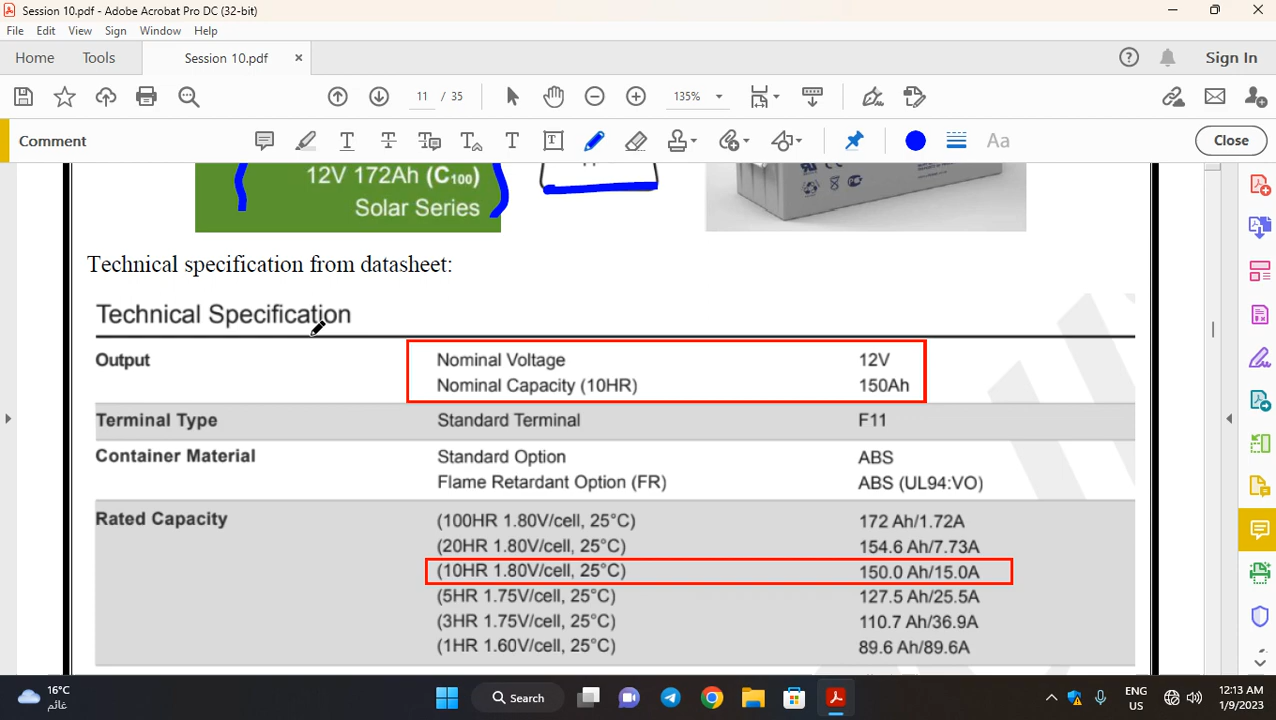 Session 10.pdf - Adobe Acrobat Pro DC (32-bit)
File Edit View Sign Window Help
Home Tools Session 10.pdf × Sign In
11 / 35 135%
Comment Close
12V 172Ah (C100)
Solar Series
Technical specification from datasheet:
Technical Specification
Output Nominal Voltage 12V
Nominal Capacity (10HR) 150Ah
Terminal Type Standard Terminal F11
Container Material Standard Option ABS
Flame Retardant Option (FR) ABS (UL94:VO)
Rated Capacity (100HR 1.80V/cell, 25°C) 172 Ah/1.72A
(20HR 1.80V/cell, 25°C) 154.6 Ah/7.73A
(10HR 1.80V/cell, 25°C) 150.0 Ah/15.0A
(5HR 1.75V/cell, 25°C) 127.5 Ah/25.5A
(3HR 1.75V/cell, 25°C) 110.7 Ah/36.9A
(1HR 1.60V/cell, 25°C) 89.6 Ah/89.6A
16°C
غائم
Search
ENG
US
12:13 AM
1/9/2023